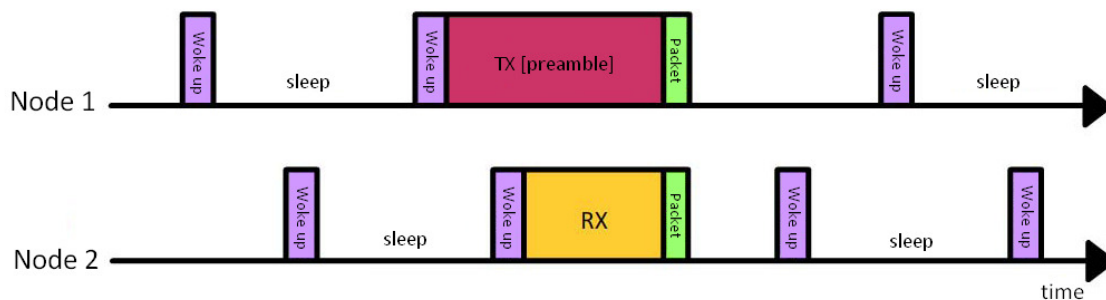 Woke up
sleep
Woke up
TX [preamble]
Packet
Woke up
sleep
Node 1
Woke up
sleep
Woke up
RX
Packet
Woke up
sleep
Woke up
Node 2
time